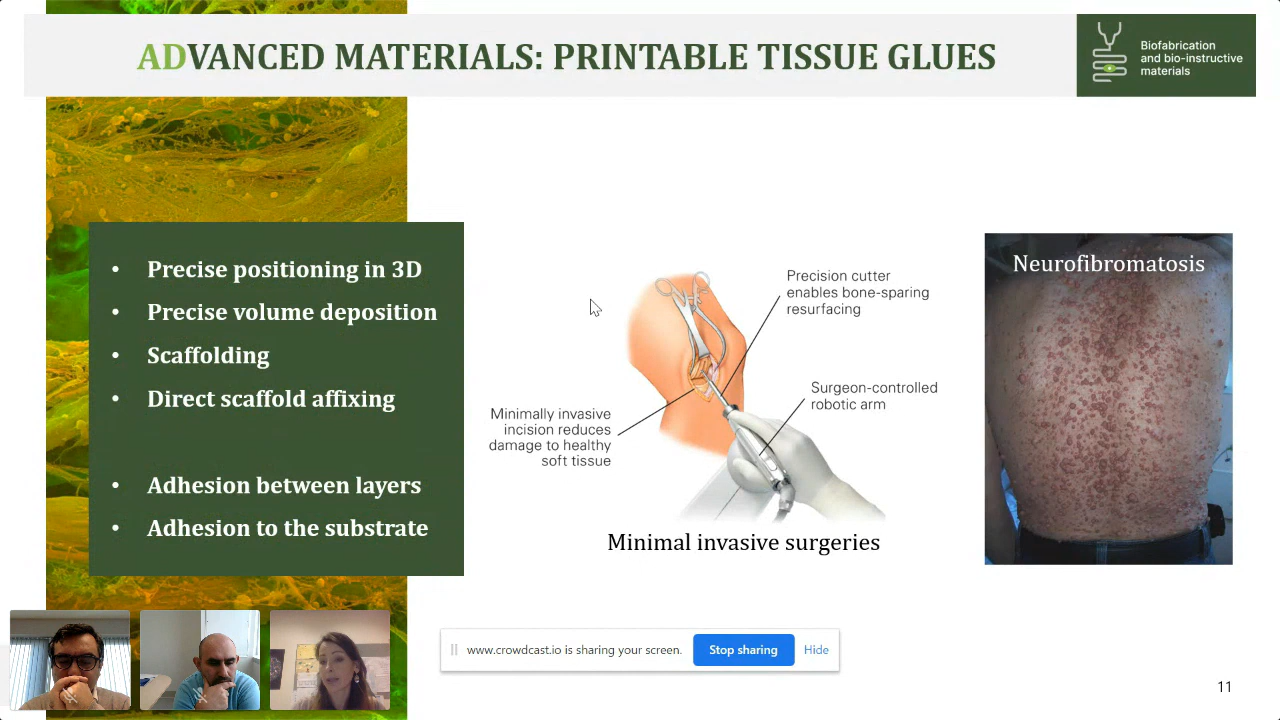 ADVANCED MATERIALS: PRINTABLE TISSUE GLUES
Biofabrication
and bio-instructive
materials
• Precise positioning in 3D
• Precise volume deposition
• Scaffolding
• Direct scaffold affixing
• Adhesion between layers
• Adhesion to the substrate
Precision cutter
enables bone-sparing
resurfacing
Surgeon-controlled
robotic arm
Minimally invasive
incision reduces
damage to healthy
soft tissue
Minimal invasive surgeries
Neurofibromatosis
www.crowdcast.io is sharing your screen.
Stop sharing
Hide
11